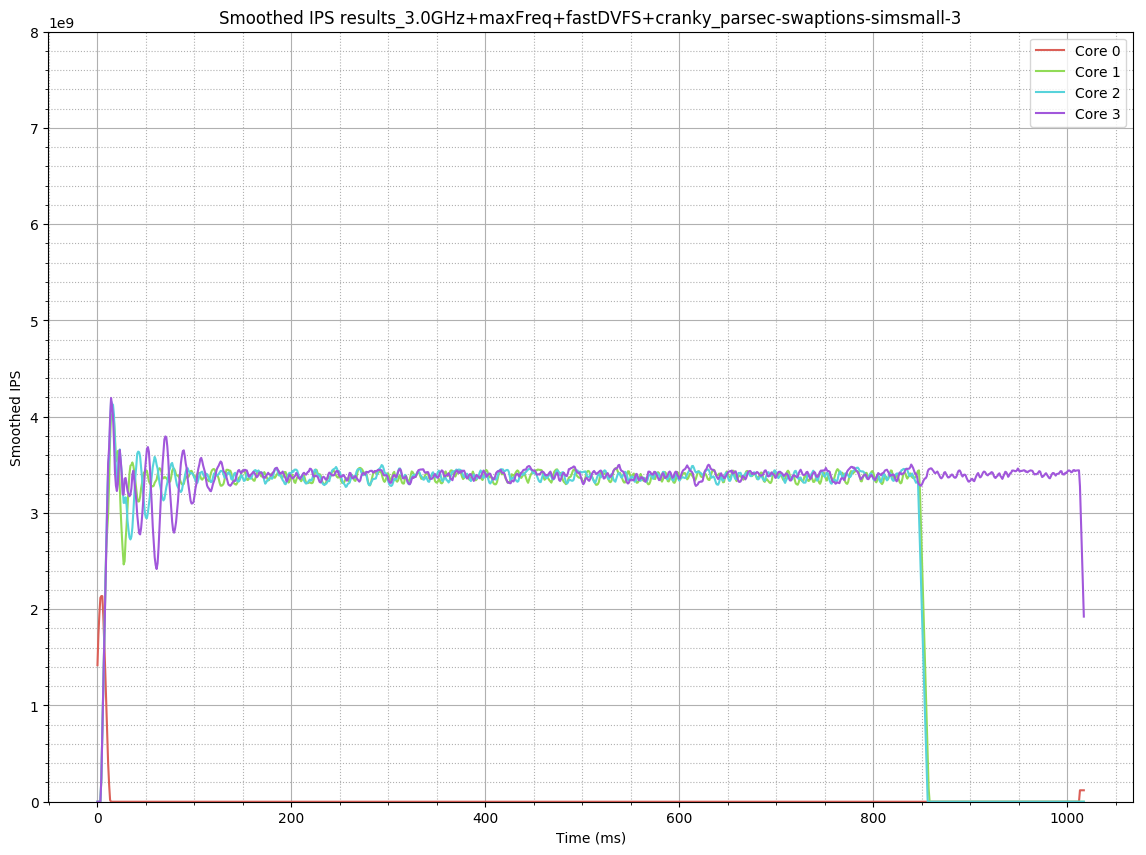 Smoothed IPS results_3.0GHz+maxFreq+fastDVFS+cranky_parsec-swaptions-simsmall-3
1e9
8
7
6
5
4
3
2
1
0
Smoothed IPS
Core 0
Core 1
Core 2
Core 3
0 200 400 600 800 1000
Time (ms)